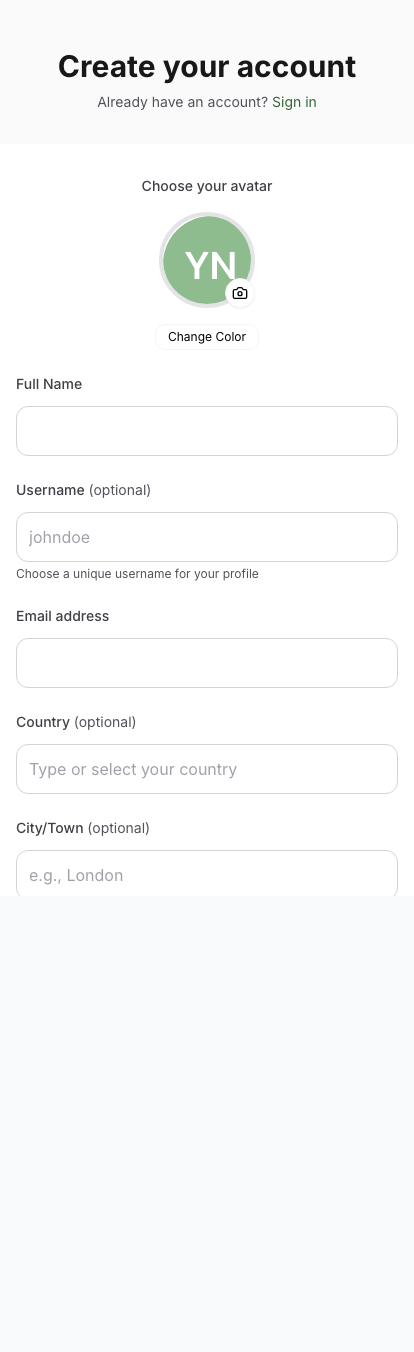 Create your account
Already have an account? Sign in
Choose your avatar
YN
Change Color
Full Name
Username (optional)
johndoe
Choose a unique username for your profile
Email address
Country (optional)
Type or select your country
City/Town (optional)
e.g., London